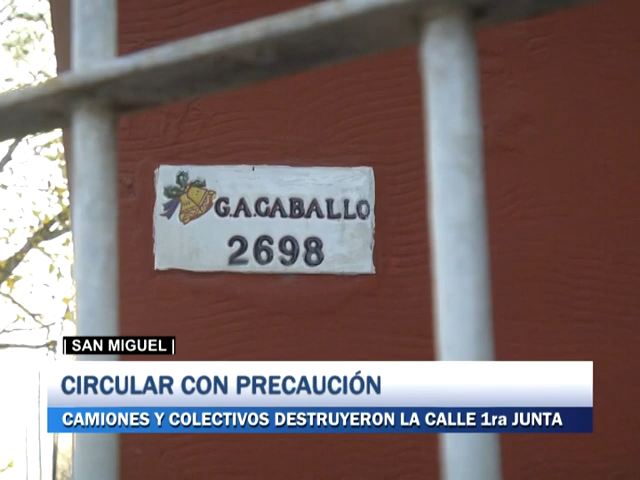 G.A.CABALLO
2698
| SAN MIGUEL |
CIRCULAR CON PRECAUCIÓN
CAMIONES Y COLECTIVOS DESTRUYERON LA CALLE 1ra JUNTA